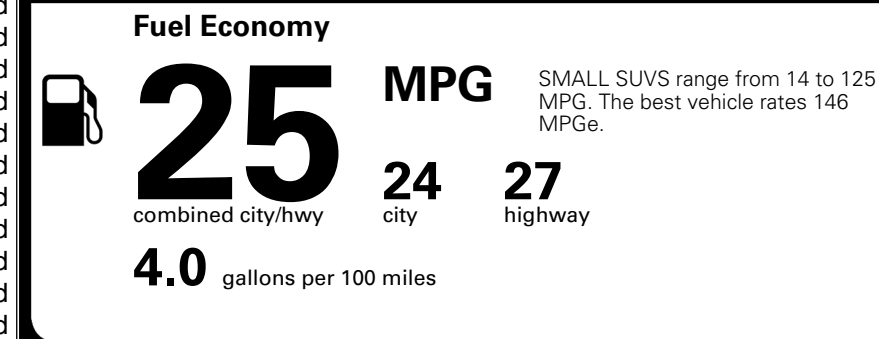 Fuel Economy
25
MPG
SMALL SUVS range from 14 to 125
MPG. The best vehicle rates 146
MPGe.
24
27
combined city/hwy
city
highway
4.0 gallons per 100 miles
d
d
d
d
d
d
d
d
d
d
d